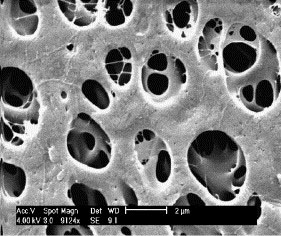 Acc.V Spot Magn Det WD 2 μm
4.00 kV 3.0 9124x SE 9.1